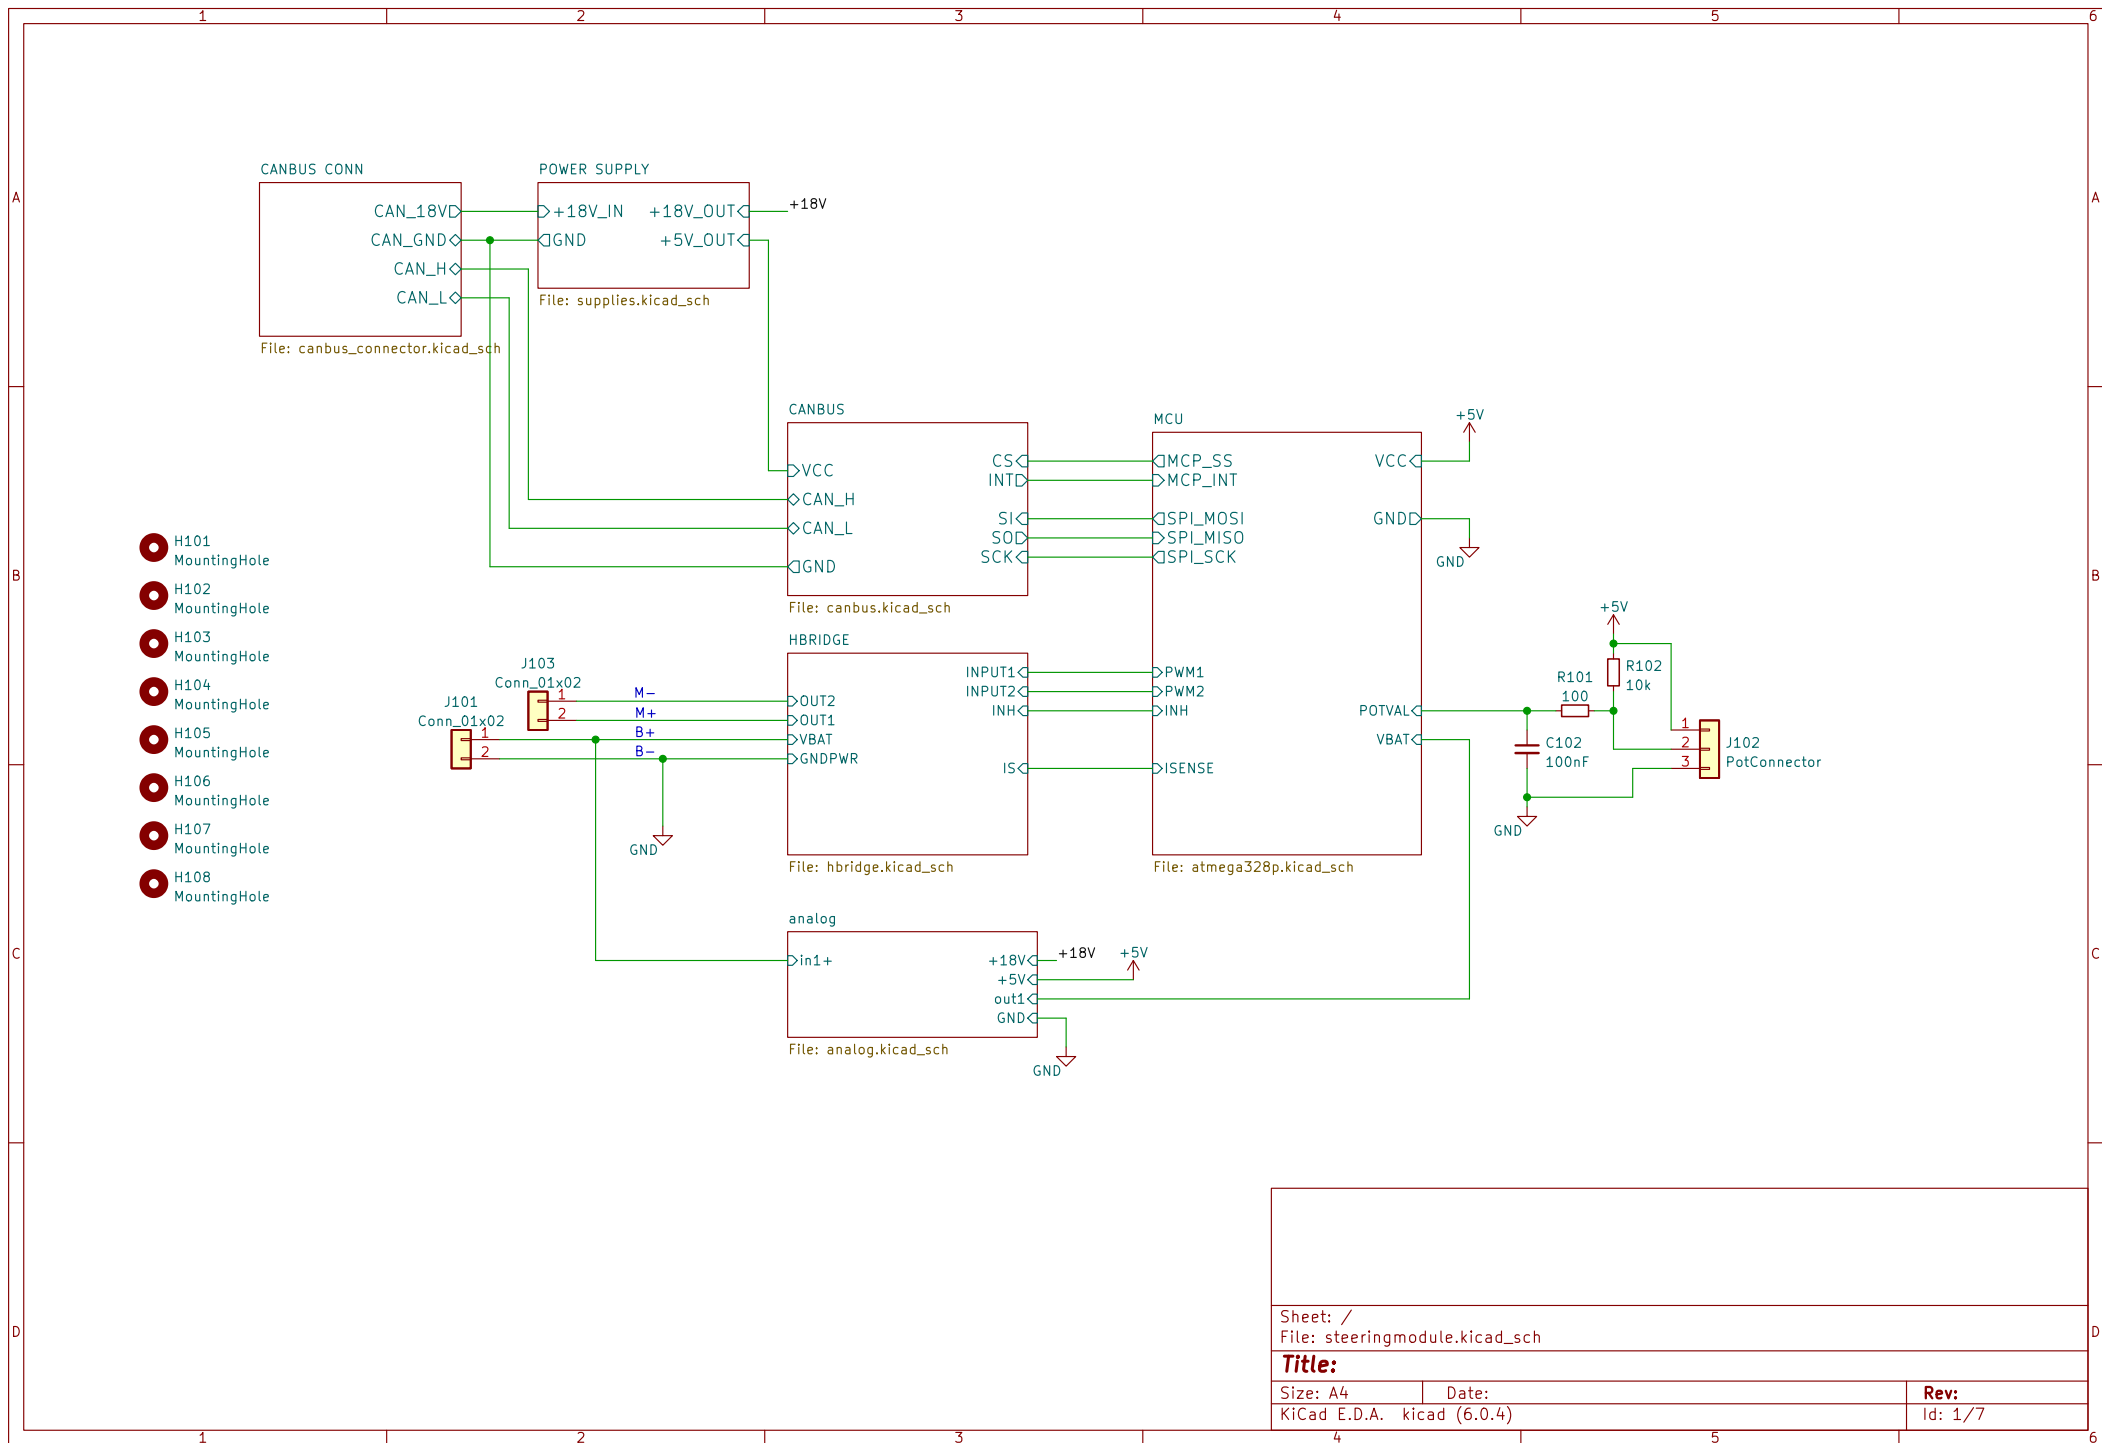 1 2 3 4 5 6
A A
B B
C C
D D
CANBUS CONN
CAN_18V
CAN_GND
CAN_H
CAN_L
File: canbus_connector.kicad_sch
POWER SUPPLY
+18V_IN +18V_OUT
GND +5V_OUT
File: supplies.kicad_sch
+18V
CANBUS
VCC
CAN_H
CAN_L
GND
CS
INT
SI
SO
SCK
File: canbus.kicad_sch
MCU
MCP_SS
MCP_INT
SPI_MOSI
SPI_MISO
SPI_SCK
PWM1
PWM2
INH
ISENSE
VCC
GND
POTVAL
VBAT
File: atmega328p.kicad_sch
+5V
GND
H101
MountingHole
H102
MountingHole
H103
MountingHole
H104
MountingHole
H105
MountingHole
H106
MountingHole
H107
MountingHole
H108
MountingHole
J103
Conn_01x02
1
2
J101
Conn_01x02
1
2
M-
M+
B+
B-
GND
HBRIDGE
OUT2
OUT1
VBAT
GNDPWR
INPUT1
INPUT2
INH
IS
File: hbridge.kicad_sch
+5V
R102
10k
R101
100
C102
100nF
GND
1
2
3
J102
PotConnector
analog
in1+
+18V
+5V
out1
GND
File: analog.kicad_sch
+18V
+5V
GND
Sheet: /
File: steeringmodule.kicad_sch
Title:
Size: A4 Date: Rev:
KiCad E.D.A. kicad (6.0.4) Id: 1/7
1 2 3 4 5 6